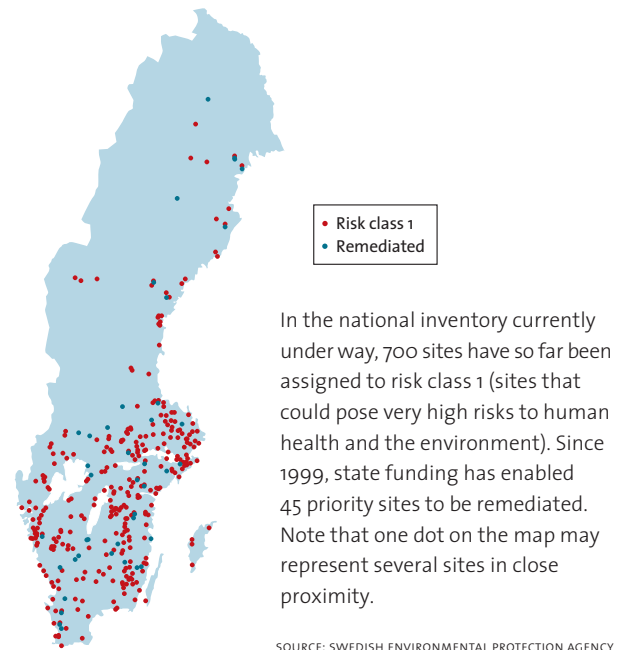 Risk class 1
Remediated
In the national inventory currently
under way, 700 sites have so far been
assigned to risk class 1 (sites that
could pose very high risks to human
health and the environment). Since
1999, state funding has enabled
45 priority sites to be remediated.
Note that one dot on the map may
represent several sites in close
proximity.
SOURCE: SWEDISH ENVIRONMENTAL PROTECTION AGENCY